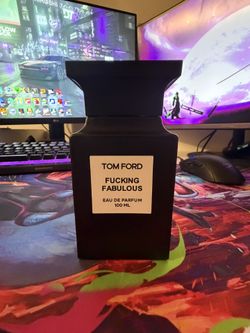 TOM FORD
FUCKING
FABULOUS
EAU DE PARFUM
100 ML